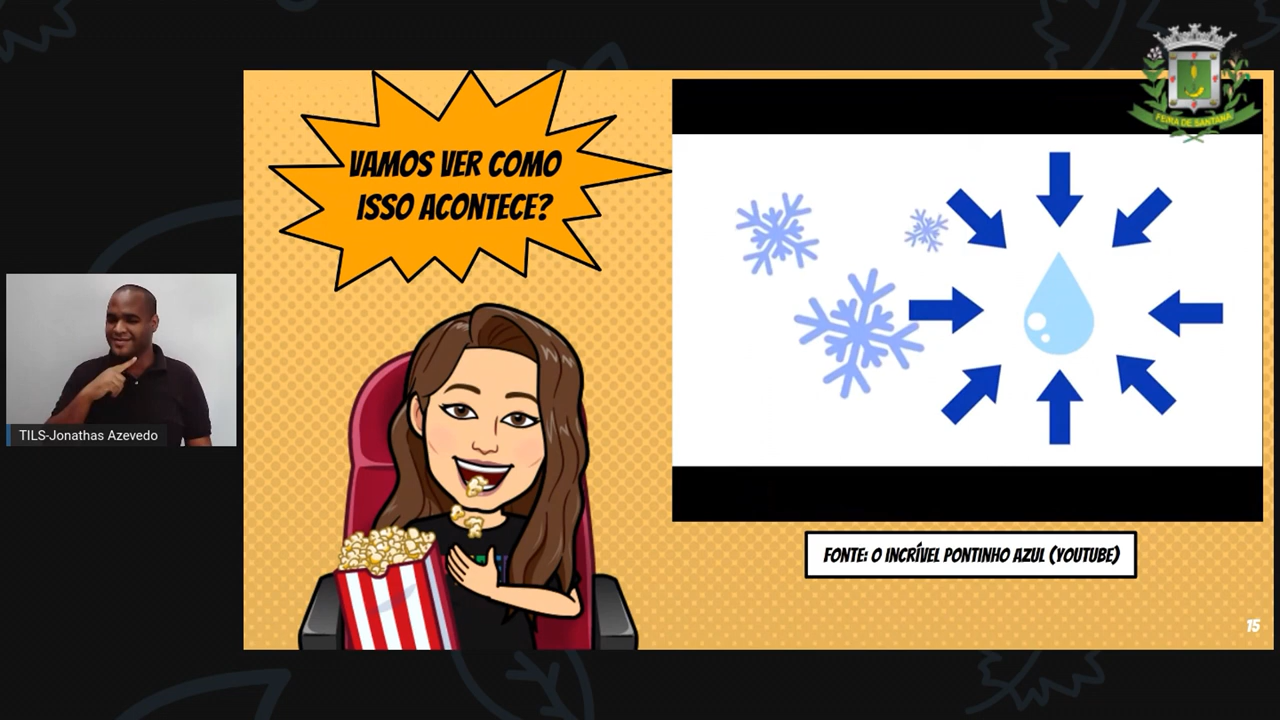 VAMOS VER COMO
ISSO ACONTECE?
FEIRA DE SANTANA
TILS-Jonathas Azevedo
FONTE: O INCRÍVEL PONTINHO AZUL (YOUTUBE)
15